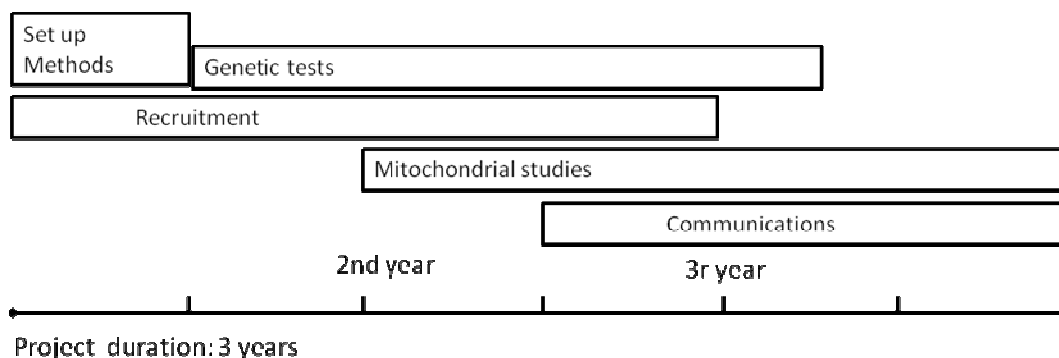 Set up
Methods
Genetic tests
Recruitment
Mitochondrial studies
Communications
2nd year
3r year
Project duration: 3 years